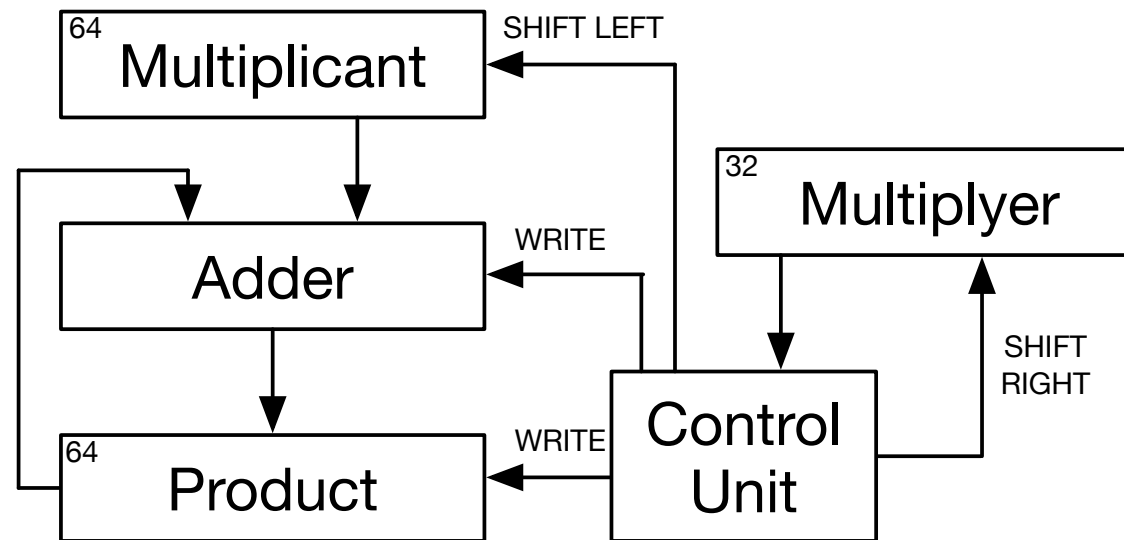 64
Multiplicant
SHIFT LEFT
32
Multiplyer
Adder
WRITE
SHIFT
RIGHT
64
Product
WRITE
Control
Unit